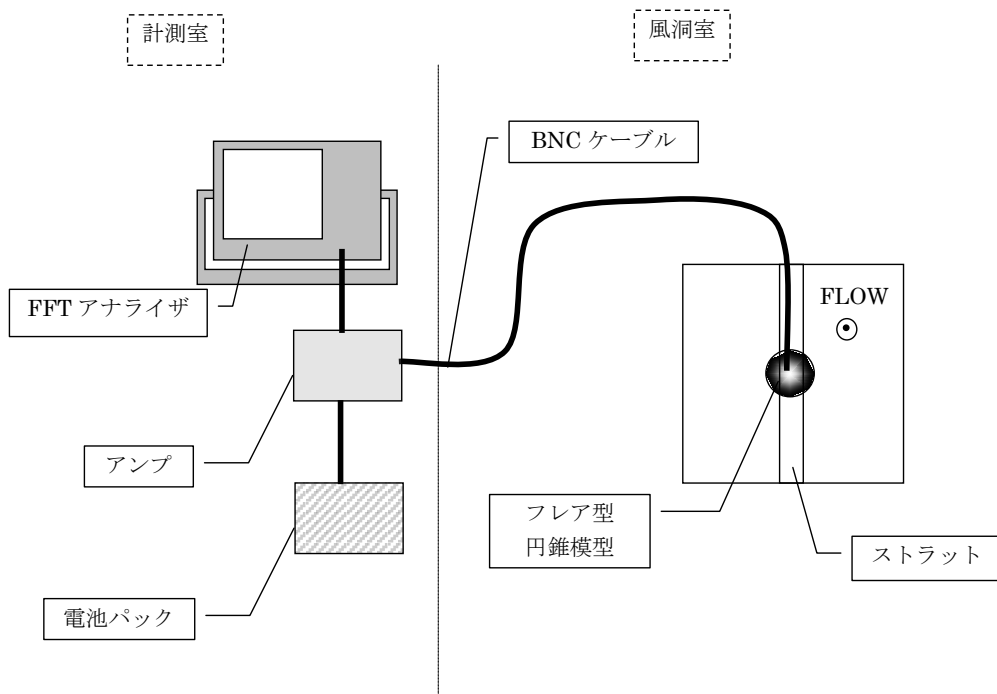 計測室
風洞室
BNC ケーブル
FFT アナライザ
FLOW
アンプ
フレア型
円錐模型
ストラット
電池パック